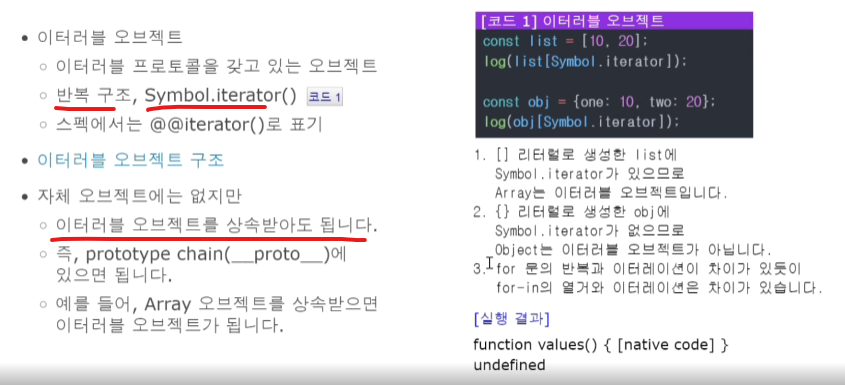 이터러블 오브젝트
이터러블 프로토콜을 갖고 있는 오브젝트
반복 구조, Symbol.iterator() 코드 1
스펙에서는 @@iterator()로 표기
이터러블 오브젝트 구조
자체 오브젝트에는 없지만
이터러블 오브젝트를 상속받아도 됩니다.
즉, prototype chain(__proto__)에
있으면 됩니다.
예를 들어, Array 오브젝트를 상속받으면
이터러블 오브젝트가 됩니다.
[코드 1] 이터러블 오브젝트
const list = [10, 20];
log(list[Symbol.iterator]);
const obj = {one: 10, two: 20};
log(obj[Symbol.iterator]);
1. [] 리터럴로 생성한 list에
Symbol.iterator가 있으므로
Array는 이터러블 오브젝트입니다.
2. {} 리터럴로 생성한 obj에
Symbol.iterator가 없으므로
Object는 이터러블 오브젝트가 아닙니다.
3. for 문의 반복과 이터레이션이 차이가 있듯이
for-in의 열거와 이터레이션은 차이가 있습니다.
[실행 결과]
function values() { [native code] }
undefined